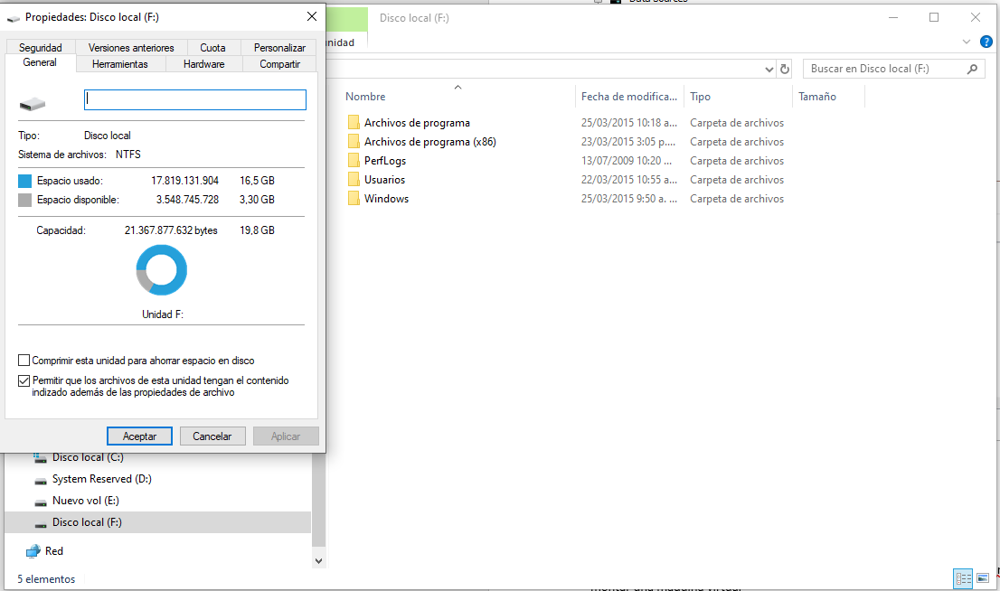 Propiedades: Disco local (F:)
Seguridad Versiones anteriores Cuota Personalizar
General Herramientas Hardware Compartir
Tipo: Disco local
Sistema de archivos: NTFS
Espacio usado: 17.819.131.904 16,5 GB
Espacio disponible: 3.548.745.728 3,30 GB
Capacidad: 21.367.877.632 bytes 19,8 GB
Unidad F:
Comprimir esta unidad para ahorrar espacio en disco
Permitir que los archivos de esta unidad tengan el contenido
indizado además de las propiedades de archivo
Aceptar Cancelar Aplicar
Disco local (C:)
System Reserved (D:)
Nuevo vol (E:)
Disco local (F:)
Red
5 elementos
Disco local (F:)
nidad
?
Buscar en Disco local (F:)
Nombre Fecha de modifica... Tipo Tamaño
Archivos de programa 25/03/2015 10:18 a... Carpeta de archivos
Archivos de programa (x86) 23/03/2015 3:05 p.... Carpeta de archivos
PerfLogs 13/07/2009 10:20 ... Carpeta de archivos
Usuarios 22/03/2015 10:55 a... Carpeta de archivos
Windows 25/03/2015 9:50 a. ... Carpeta de archivos